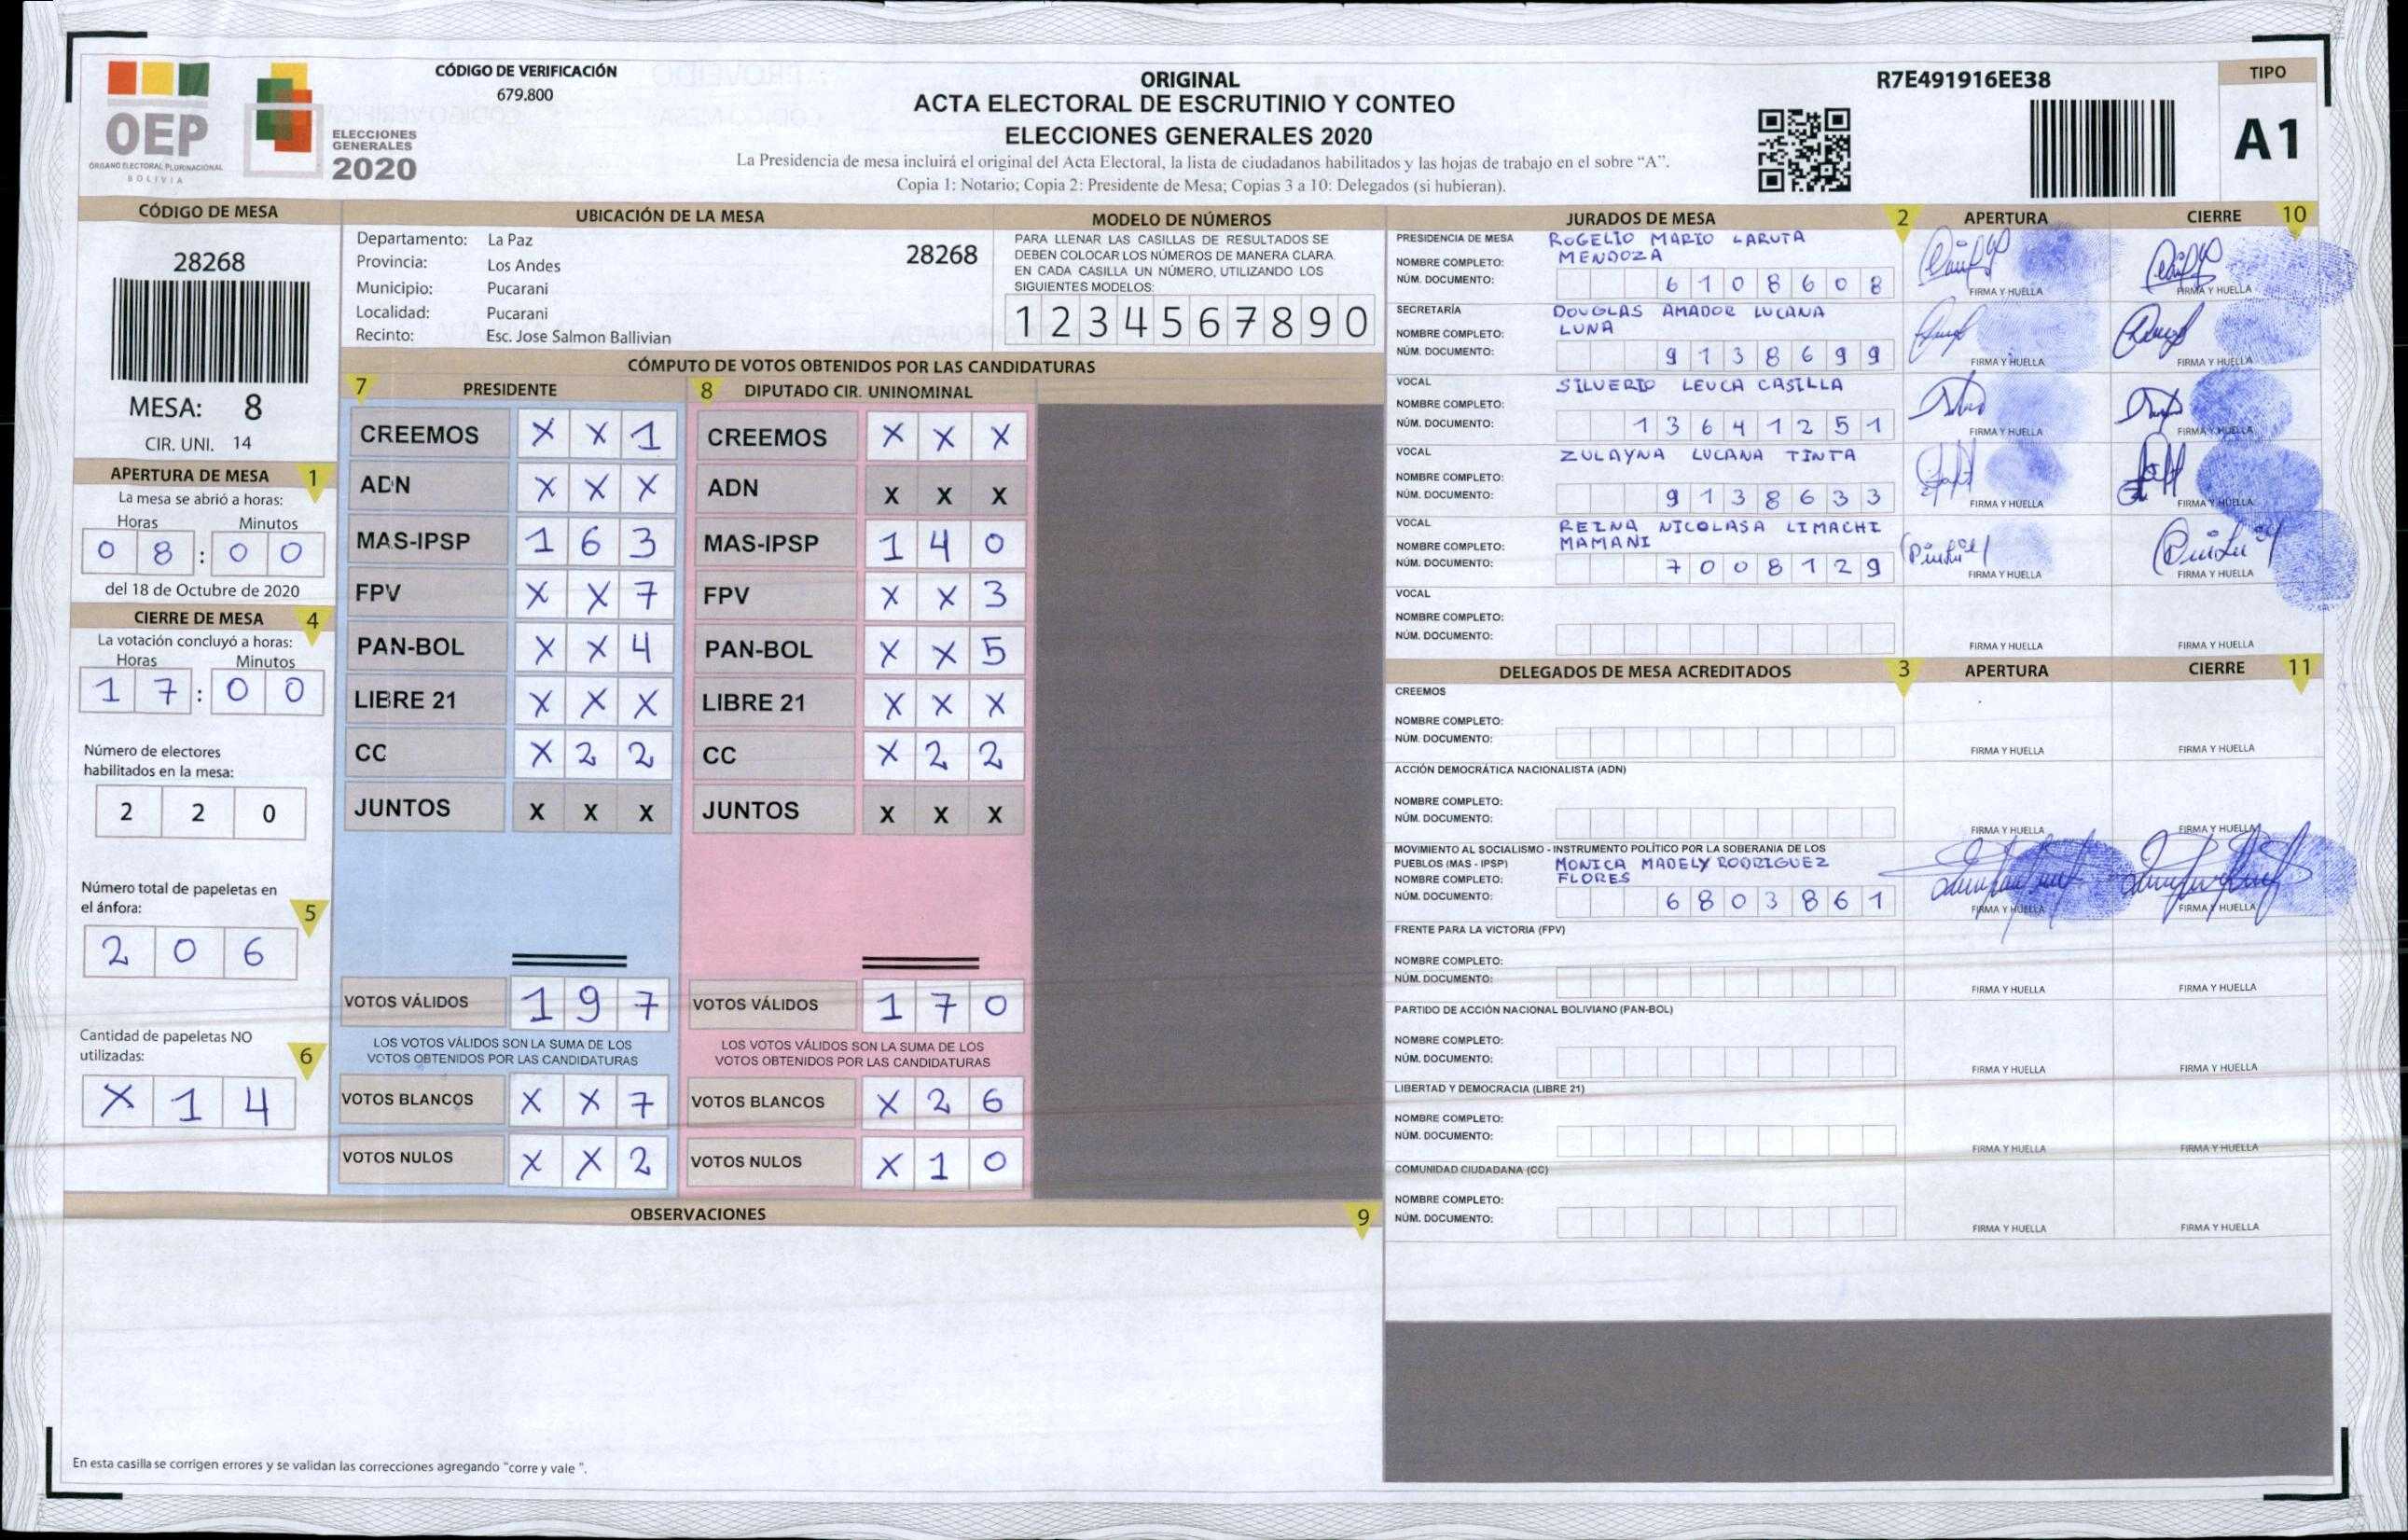 CÓDIGO DE VERIFICACIÓN
679.800
OEP
ÓRGANO ELECTORAL PLURINACIONAL
BOLIVIA
ELECCIONES
GENERALES
2020
ORIGINAL
ACTA ELECTORAL DE ESCRUTINIO Y CONTEO
ELECCIONES GENERALES 2020
La Presidencia de mesa incluirá el original del Acta Electoral, la lista de ciudadanos habilitados y las hojas de trabajo en el sobre “A”.
Copia 1: Notario; Copia 2: Presidente de Mesa; Copias 3 a 10: Delegados (si hubieran).
R7E491916EE38
TIPO
A1
CÓDIGO DE MESA
28268
MESA: 8
CIR. UNI. 14
APERTURA DE MESA 1
La mesa se abrió a horas:
Horas Minutos
0 8 : 0 0
del 18 de Octubre de 2020
CIERRE DE MESA 4
La votación concluyó a horas:
Horas Minutos
1 7 : 0 0
Número de electores
habilitados en la mesa:
2 2 0
Número total de papeletas en
el ánfora: 5
2 0 6
Cantidad de papeletas NO
utilizadas: 6
X 1 4
UBICACIÓN DE LA MESA
Departamento: La Paz
28268
Provincia: Los Andes
Municipio: Pucarani
Localidad: Pucarani
Recinto: Esc. Jose Salmon Ballivian
MODELO DE NÚMEROS
PARA LLENAR LAS CASILLAS DE RESULTADOS SE
DEBEN COLOCAR LOS NÚMEROS DE MANERA CLARA
EN CADA CASILLA UN NÚMERO, UTILIZANDO LOS
SIGUIENTES MODELOS:
1 2 3 4 5 6 7 8 9 0
CÓMPUTO DE VOTOS OBTENIDOS POR LAS CANDIDATURAS
7 PRESIDENTE
CREEMOS X X 1
ADN X X X
MAS-IPSP 1 6 3
FPV X X 7
PAN-BOL X X 4
LIBRE 21 X X X
CC X 2 2
JUNTOS X X X
VOTOS VÁLIDOS 1 9 7
LOS VOTOS VÁLIDOS SON LA SUMA DE LOS
VOTOS OBTENIDOS POR LAS CANDIDATURAS
VOTOS BLANCOS X X 7
VOTOS NULOS X X 2
8 DIPUTADO CIR. UNINOMINAL
CREEMOS X X X
ADN X X X
MAS-IPSP 1 4 0
FPV X X 3
PAN-BOL X X 5
LIBRE 21 X X X
CC X 2 2
JUNTOS X X X
VOTOS VÁLIDOS 1 7 0
LOS VOTOS VÁLIDOS SON LA SUMA DE LOS
VOTOS OBTENIDOS POR LAS CANDIDATURAS
VOTOS BLANCOS X 2 6
VOTOS NULOS X 1 0
OBSERVACIONES 9
En esta casilla se corrigen errores y se validan las correcciones agregando "corre y vale ".
JURADOS DE MESA 2 APERTURA CIERRE 10
PRESIDENCIA DE MESA ROGELIO MARIO LARUTA
NOMBRE COMPLETO: MENDOZA
NÚM. DOCUMENTO: 6 1 0 8 6 0 8
FIRMA Y HUELLA FIRMA Y HUELLA
SECRETARÍA DOUGLAS AMADOR LUCANA
NOMBRE COMPLETO: LUNA
NÚM. DOCUMENTO: 9 1 3 8 6 9 9
FIRMA Y HUELLA FIRMA Y HUELLA
VOCAL SILVERIO LEUCA CASILLA
NOMBRE COMPLETO:
NÚM. DOCUMENTO: 1 3 6 4 1 2 5 1
FIRMA Y HUELLA FIRMA Y HUELLA
VOCAL ZULAYNA LUCANA TINTA
NOMBRE COMPLETO:
NÚM. DOCUMENTO: 9 1 3 8 6 3 3
FIRMA Y HUELLA FIRMA Y HUELLA
VOCAL REINA NICOLASA LIMACHI
NOMBRE COMPLETO: MAMANI
NÚM. DOCUMENTO: 7 0 0 8 1 2 9
FIRMA Y HUELLA FIRMA Y HUELLA
VOCAL
NOMBRE COMPLETO:
NÚM. DOCUMENTO:
FIRMA Y HUELLA FIRMA Y HUELLA
DELEGADOS DE MESA ACREDITADOS 3 APERTURA CIERRE 11
CREEMOS
NOMBRE COMPLETO:
NÚM. DOCUMENTO:
FIRMA Y HUELLA FIRMA Y HUELLA
ACCIÓN DEMOCRÁTICA NACIONALISTA (ADN)
NOMBRE COMPLETO:
NÚM. DOCUMENTO:
FIRMA Y HUELLA FIRMA Y HUELLA
MOVIMIENTO AL SOCIALISMO - INSTRUMENTO POLÍTICO POR LA SOBERANIA DE LOS
PUEBLOS (MAS - IPSP) MONICA MADELY RODRIGUEZ
NOMBRE COMPLETO: FLORES
NÚM. DOCUMENTO: 6 8 0 3 8 6 1
FIRMA Y HUELLA FIRMA Y HUELLA
FRENTE PARA LA VICTORIA (FPV)
NOMBRE COMPLETO:
NÚM. DOCUMENTO:
FIRMA Y HUELLA FIRMA Y HUELLA
PARTIDO DE ACCIÓN NACIONAL BOLIVIANO (PAN-BOL)
NOMBRE COMPLETO:
NÚM. DOCUMENTO:
FIRMA Y HUELLA FIRMA Y HUELLA
LIBERTAD Y DEMOCRACIA (LIBRE 21)
NOMBRE COMPLETO:
NÚM. DOCUMENTO:
FIRMA Y HUELLA FIRMA Y HUELLA
COMUNIDAD CIUDADANA (CC)
NOMBRE COMPLETO:
NÚM. DOCUMENTO:
FIRMA Y HUELLA FIRMA Y HUELLA